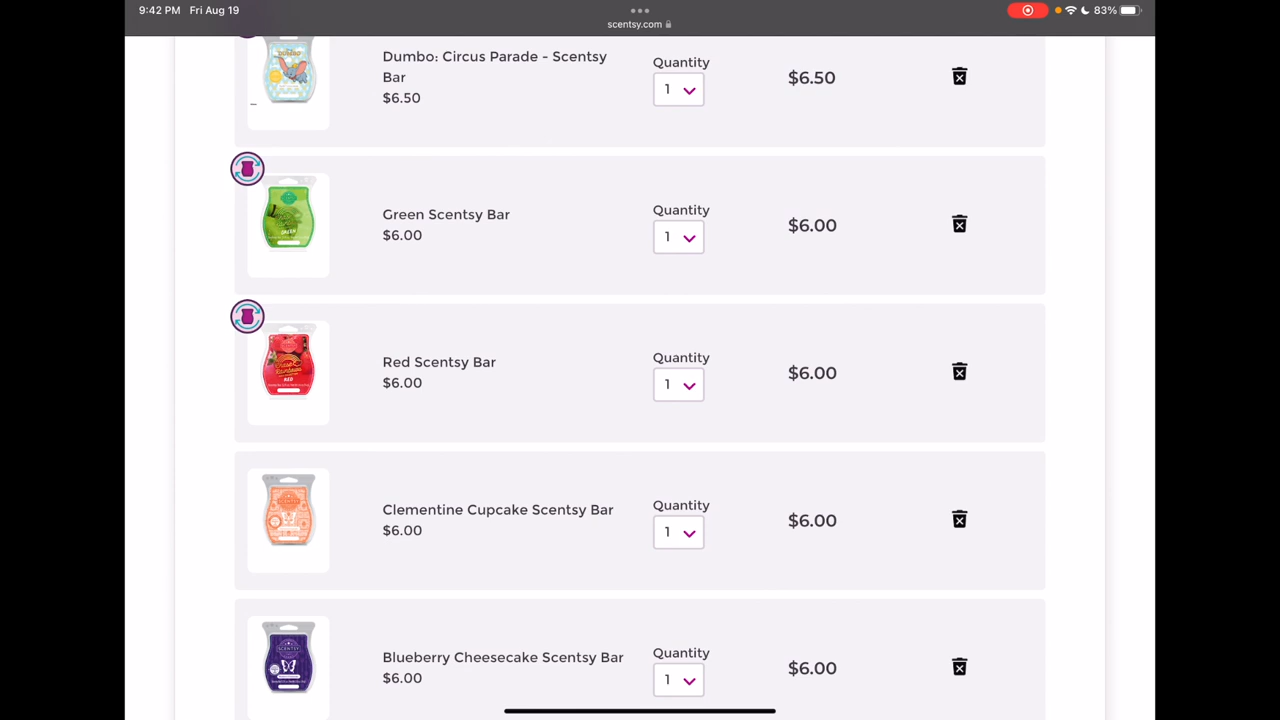 9:42 PM Fri Aug 19
83%
scentsy.com
Dumbo: Circus Parade - Scentsy
Bar
$6.50
Quantity
1
$6.50
Green Scentsy Bar
$6.00
Quantity
1
$6.00
GREEN
Red Scentsy Bar
$6.00
Quantity
1
$6.00
RED
Clementine Cupcake Scentsy Bar
$6.00
Quantity
1
$6.00
Blueberry Cheesecake Scentsy Bar
$6.00
Quantity
1
$6.00
SCENTSY